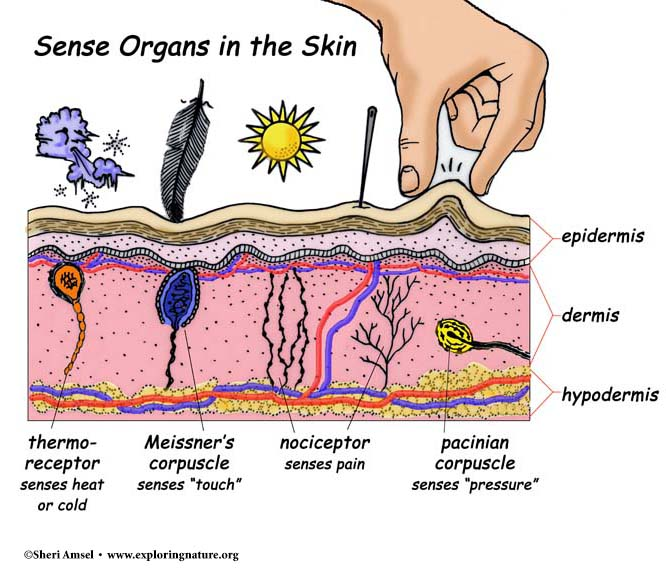 Sense Organs in the Skin
epidermis
dermis
hypodermis
thermo-
receptor
senses heat
or cold
Meissner's
corpuscle
senses "touch"
nociceptor
senses pain
pacinian
corpuscle
senses "pressure"
©Sheri Amsel • www.exploringnature.org